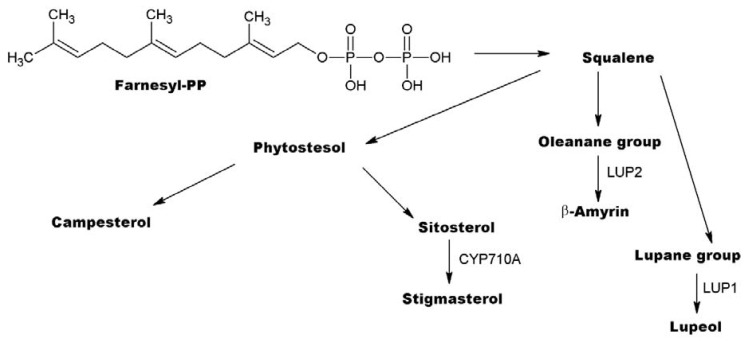 CH₃ CH₃ CH₃
H₃C O P O P OH
O O
OH OH
Farnesyl-PP
Squalene
Phytostesol
Oleanane group
LUP2
β-Amyrin
Campesterol
Sitosterol
CYP710A
Stigmasterol
Lupane group
LUP1
Lupeol